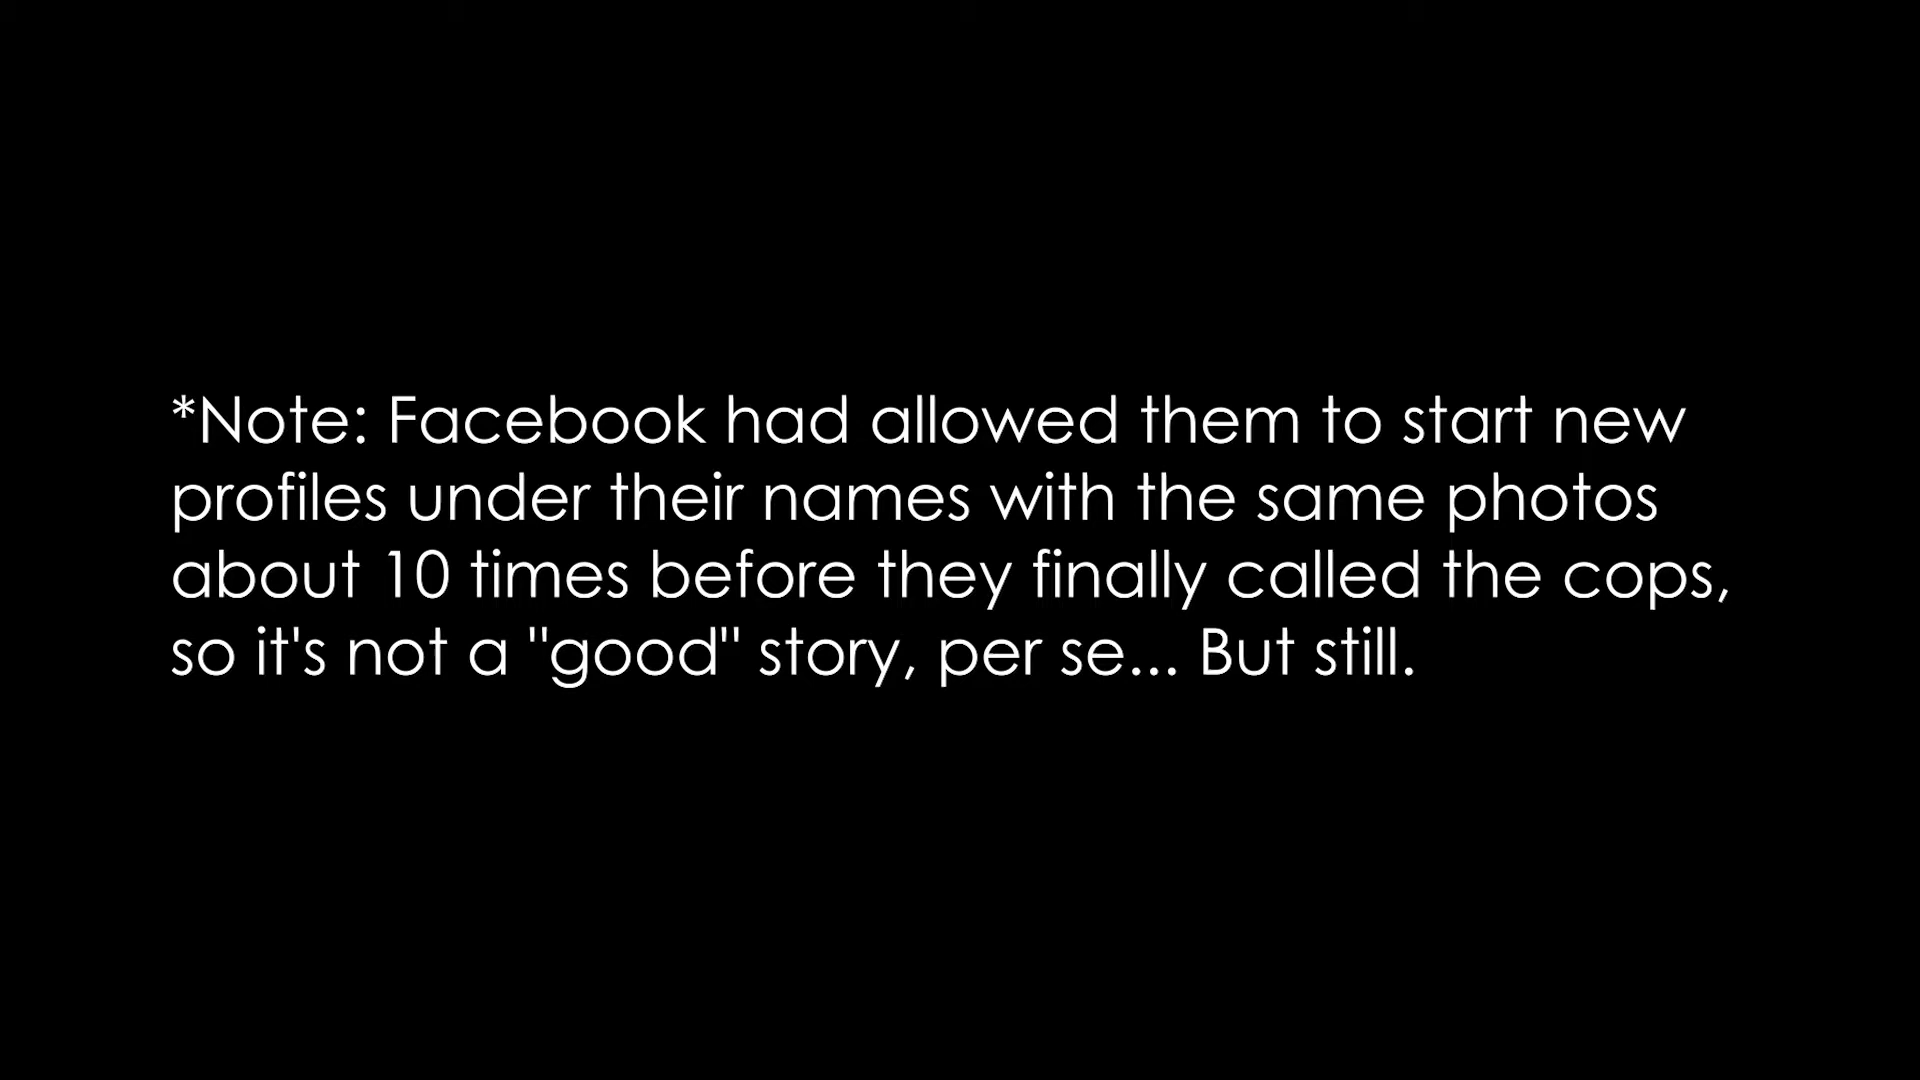 *Note: Facebook had allowed them to start new
profiles under their names with the same photos
about 10 times before they finally called the cops,
so it's not a "good" story, per se... But still.